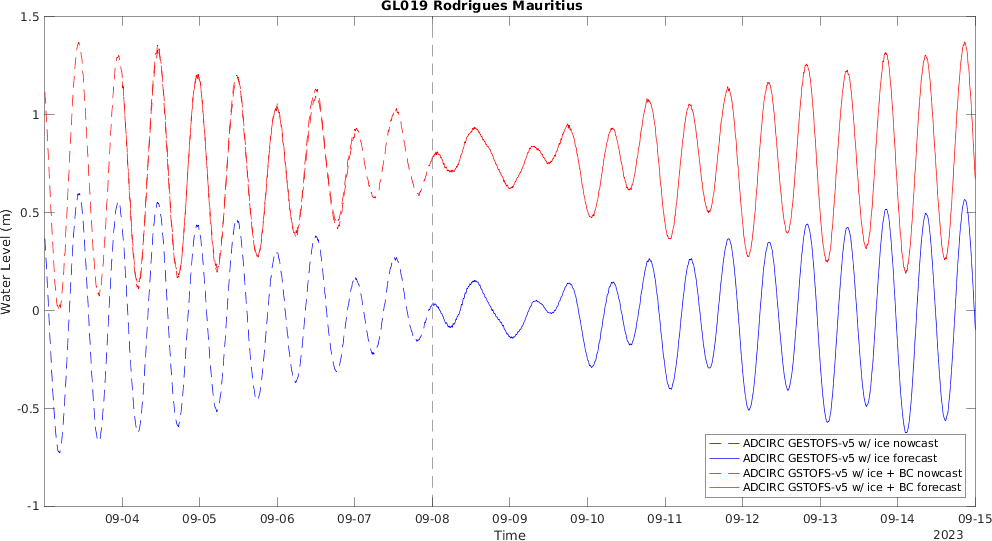 GL019 Rodrigues Mauritius
1.5
1
0.5
0
-0.5
-1
Water Level (m)
ADCIRC GESTOFS-v5 w/ ice nowcast
ADCIRC GESTOFS-v5 w/ ice forecast
ADCIRC GSTOFS-v5 w/ ice + BC nowcast
ADCIRC GSTOFS-v5 w/ ice + BC forecast
09-04 09-05 09-06 09-07 09-08 09-09 09-10 09-11 09-12 09-13 09-14 09-15
Time
2023